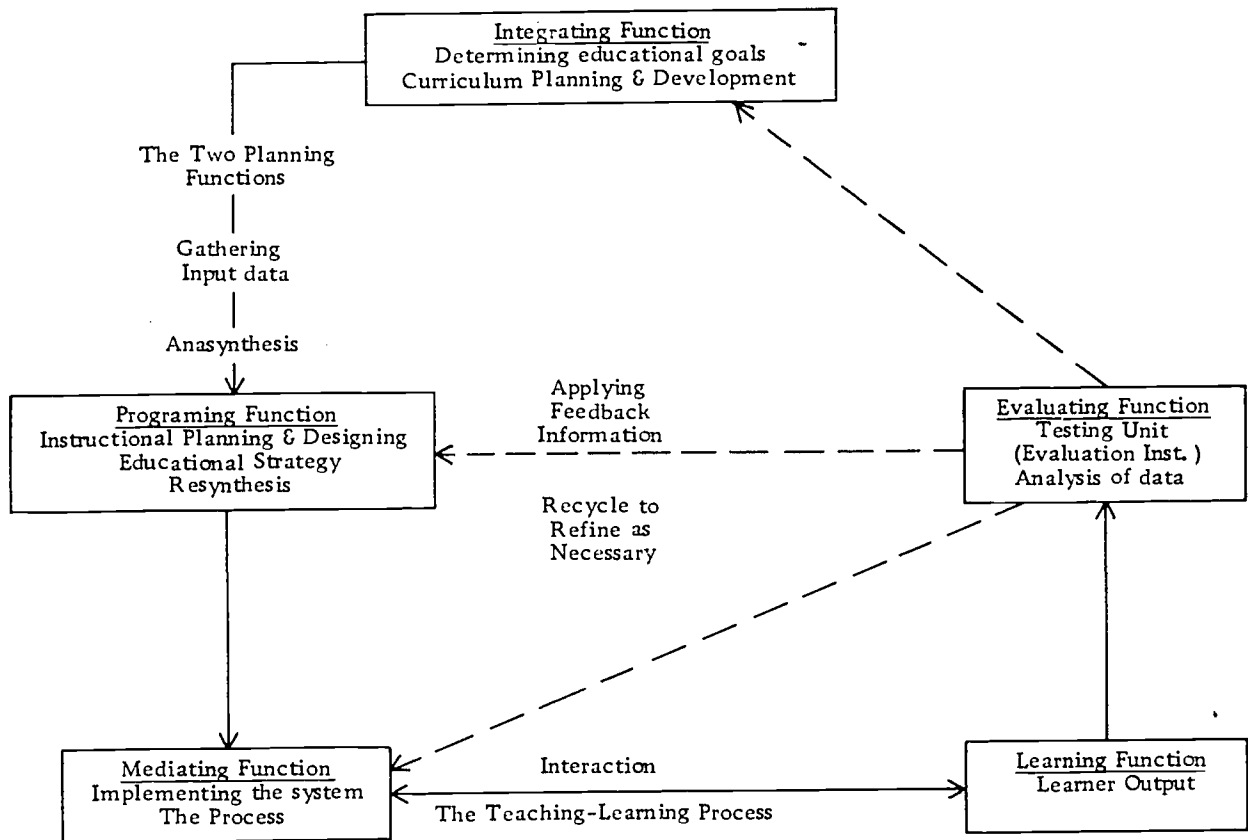 Integrating Function
Determining educational goals
Curriculum Planning & Development
The Two Planning
Functions
Gathering
Input data
Anasynthesis
Programing Function
Instructional Planning & Designing
Educational Strategy
Resynthesis
Applying
Feedback
Information
Recycle to
Refine as
Necessary
Evaluating Function
Testing Unit
(Evaluation Inst.)
Analysis of data
Mediating Function
Implementing the system
The Process
Interaction
The Teaching-Learning Process
Learning Function
Learner Output